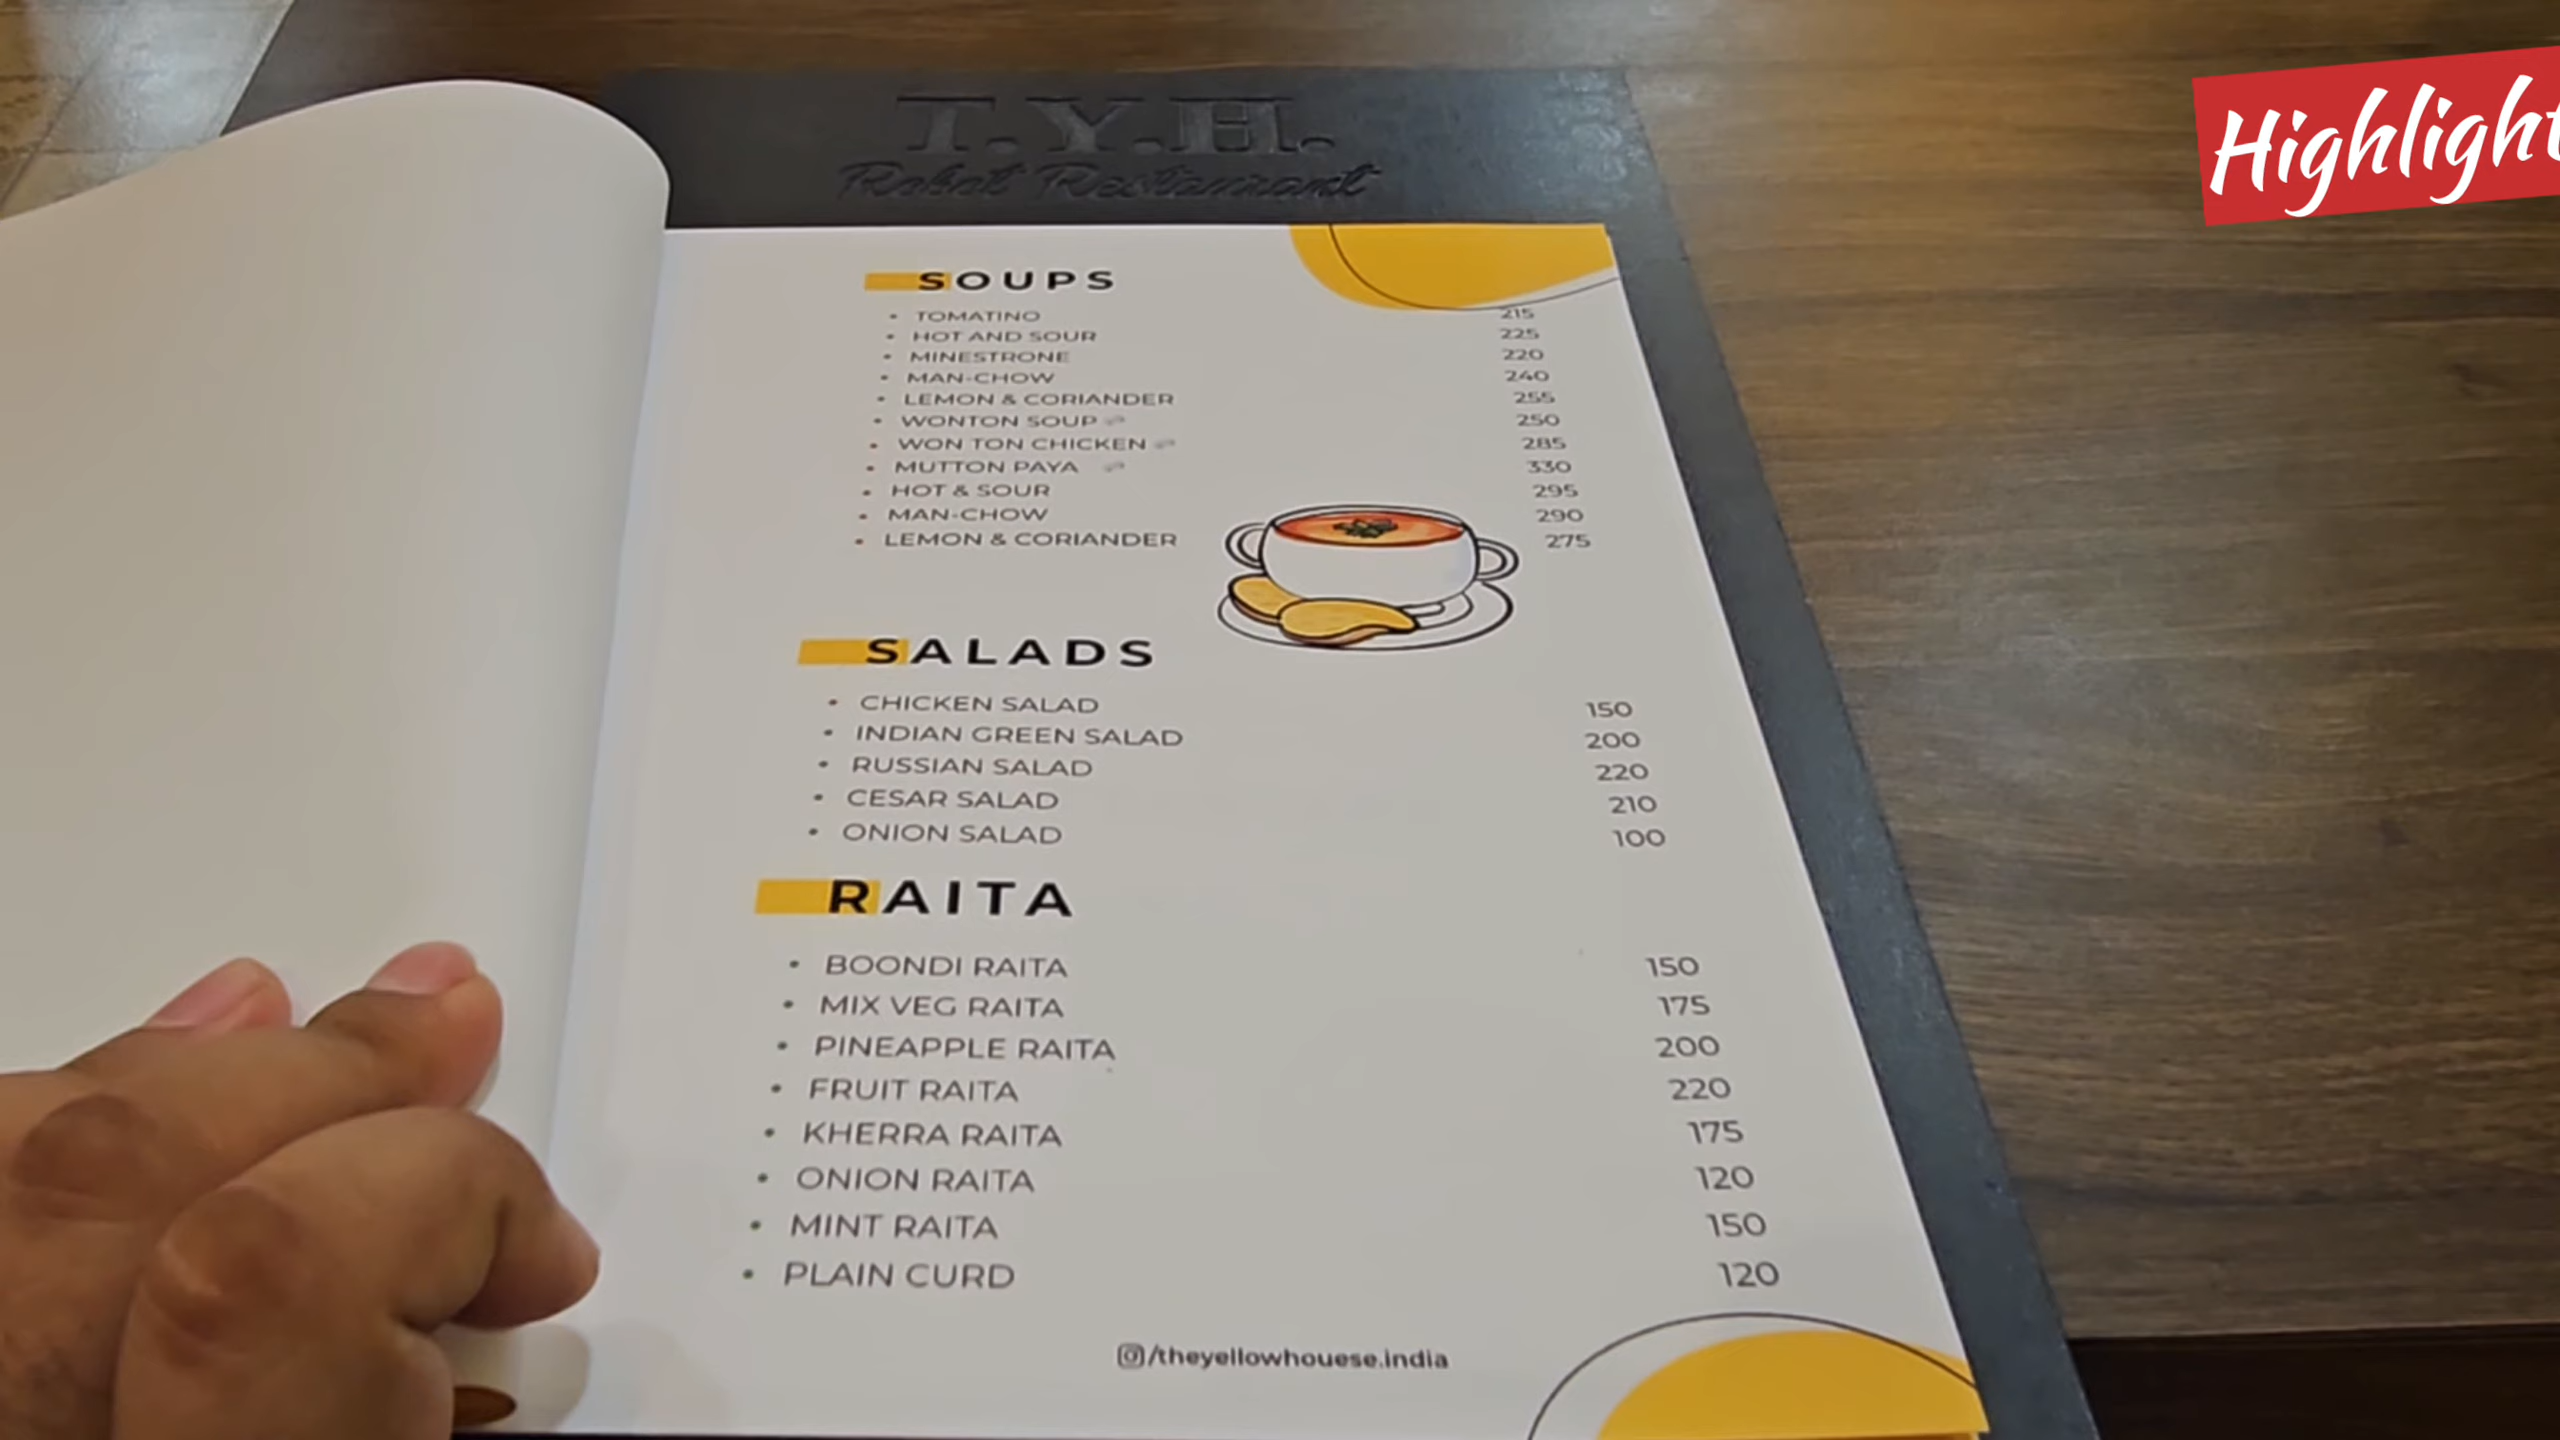 Highlight
T.Y.H.
Robot Restaurant
SOUPS
• TOMATINO 215
• HOT AND SOUR 225
• MINESTRONE 220
• MAN-CHOW 240
• LEMON & CORIANDER 255
• WONTON SOUP 250
• WON TON CHICKEN 285
• MUTTON PAYA 330
• HOT & SOUR 295
• MAN-CHOW 290
• LEMON & CORIANDER 275
SALADS
• CHICKEN SALAD 150
• INDIAN GREEN SALAD 200
• RUSSIAN SALAD 220
• CESAR SALAD 210
• ONION SALAD 100
RAITA
• BOONDI RAITA 150
• MIX VEG RAITA 175
• PINEAPPLE RAITA 200
• FRUIT RAITA 220
• KHERRA RAITA 175
• ONION RAITA 120
• MINT RAITA 150
• PLAIN CURD 120
/theyellowhouese.india